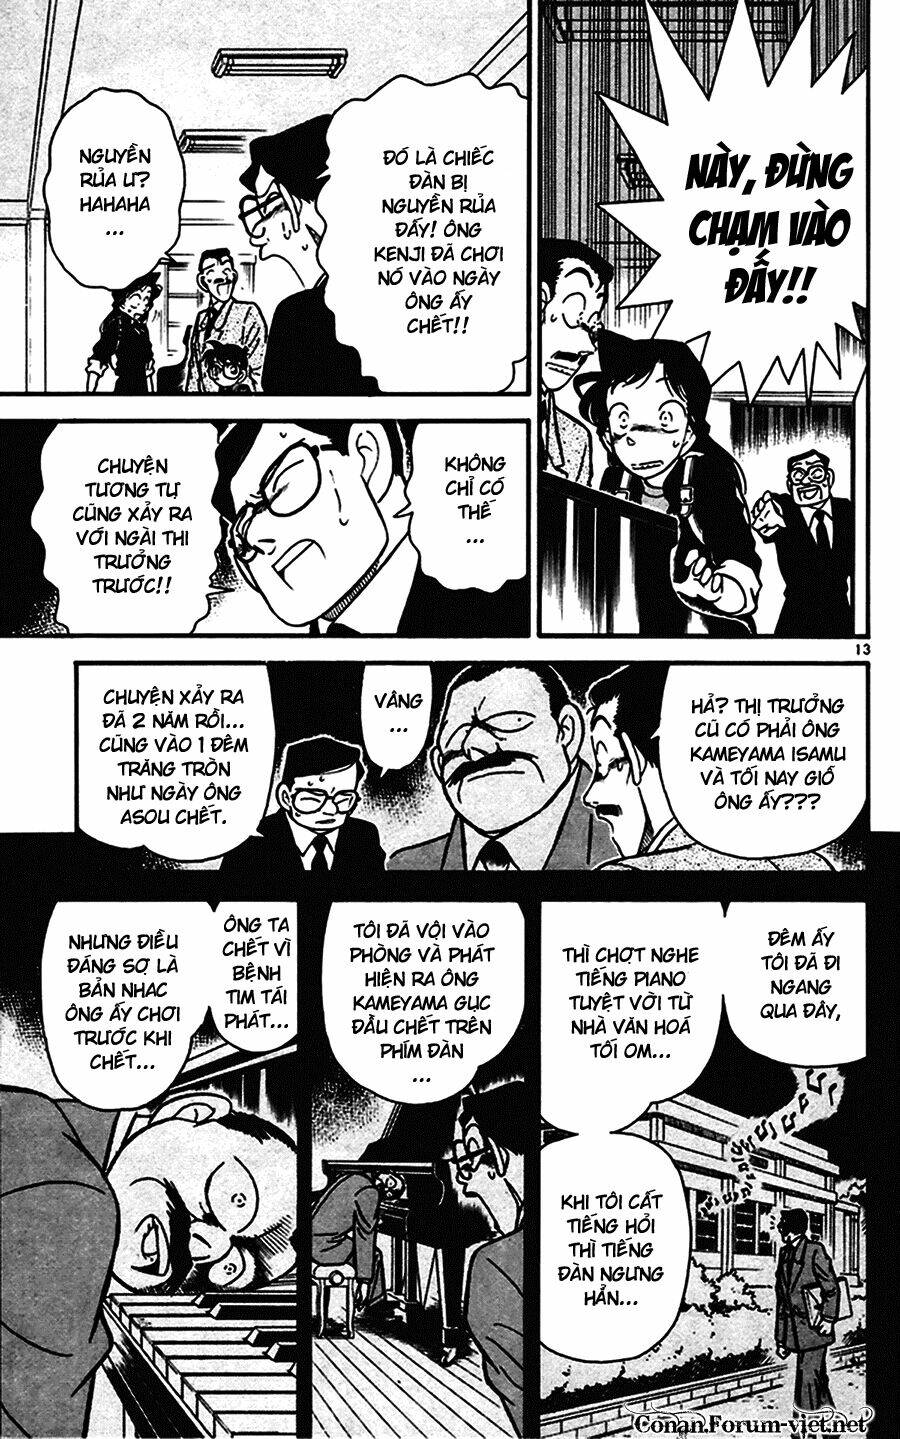 NÀY, ĐỪNG
CHẠM VÀO
ĐẤY!!
ĐÓ LÀ CHIẾC
ĐÀN BỊ
NGUYỀN RỦA
ĐẤY! ÔNG
KENJI ĐÃ CHƠI
NÓ VÀO NGÀY
ÔNG ẤY
CHẾT!!
NGUYỀN
RỦA Ư?
HAHAHA
...
KHÔNG
CHỈ CÓ
THẾ
...
CHUYỆN
TƯƠNG TỰ
CŨNG XẢY RA
VỚI NGÀI THỊ
TRƯỞNG
TRƯỚC!!
13
HẢ? THỊ TRƯỞNG
CŨ CÓ PHẢI ÔNG
KAMEYAMA ISAMU
VÀ TỐI NAY GIỖ
ÔNG ẤY???
VÂNG
...
CHUYỆN XẢY RA
ĐÃ 2 NĂM RỒI...
CŨNG VÀO 1 ĐÊM
TRĂNG TRÒN
NHƯ NGÀY ÔNG
ASOU CHẾT.
ĐÊM ẤY
TÔI ĐÃ ĐI
NGANG
QUA ĐÂY,
THÌ CHỢT NGHE
TIẾNG PIANO
TUYỆT VỜI TỪ
NHÀ VĂN HOÁ
TỐI OM...
KHI TÔI CẤT
TIẾNG HỎI
THÌ TIẾNG
ĐÀN NGƯNG
HẲN...
TÔI ĐÃ VỘI VÀO
PHÒNG VÀ PHÁT
HIỆN RA ÔNG
KAMEYAMA GỤC
ĐẦU CHẾT TRÊN
PHÍM ĐÀN
...
ÔNG TA
CHẾT VÌ
BỆNH
TIM TÁI
PHÁT...
NHƯNG ĐIỀU
ĐÁNG SỢ LÀ
BẢN NHẠC
ÔNG ẤY CHƠI
TRƯỚC KHI
CHẾT...
Conan.Forum-viet.net